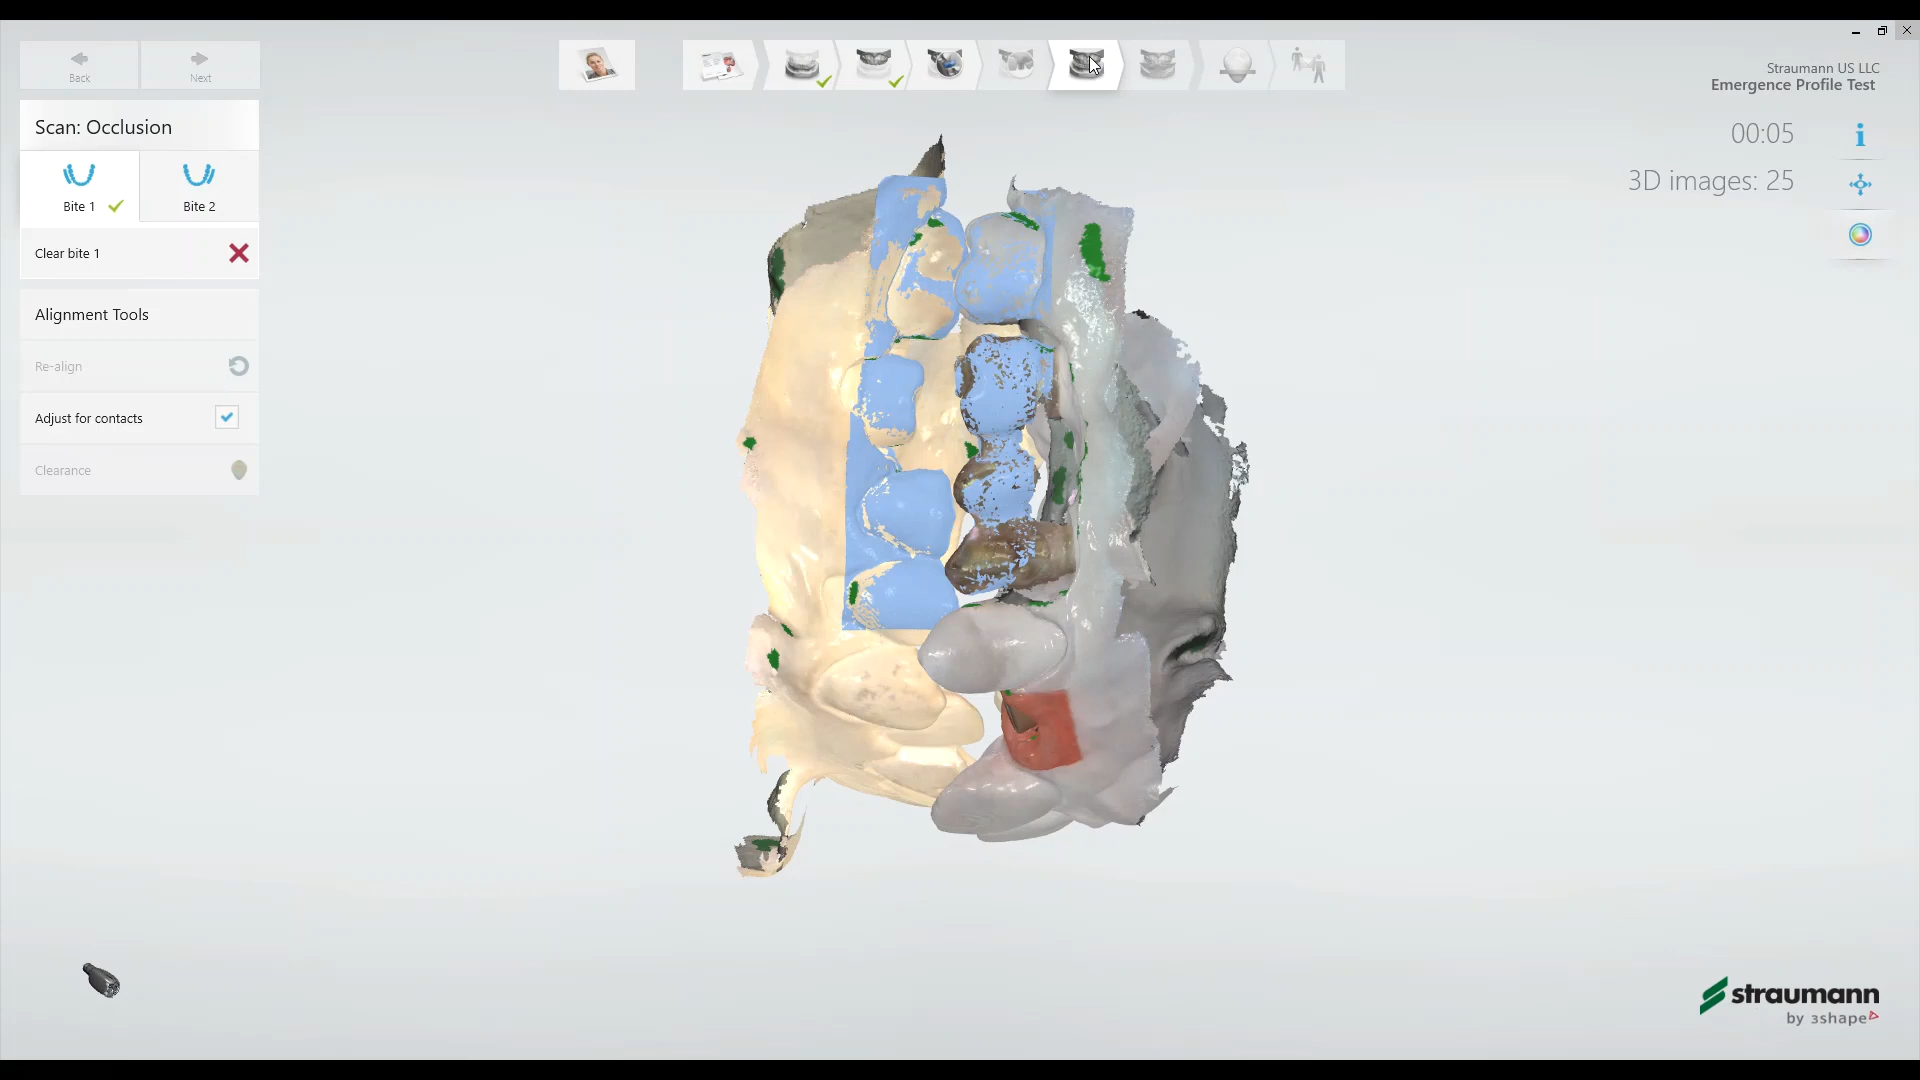 Back
Next
Straumann US LLC
Emergence Profile Test
Scan: Occlusion
00:05
3D images: 25
Bite 1
Bite 2
Clear bite 1
Alignment Tools
Re-align
Adjust for contacts
Clearance
straumann
by 3shape